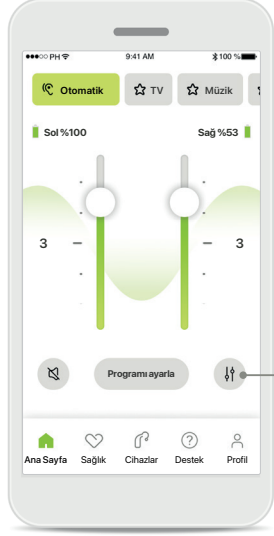 PH 9:41 AM 100 %
Otomatik TV Müzik
Sol %100 Sağ %53
3 3
Programı ayarla
Ana Sayfa Sağlık Cihazlar Destek Profil